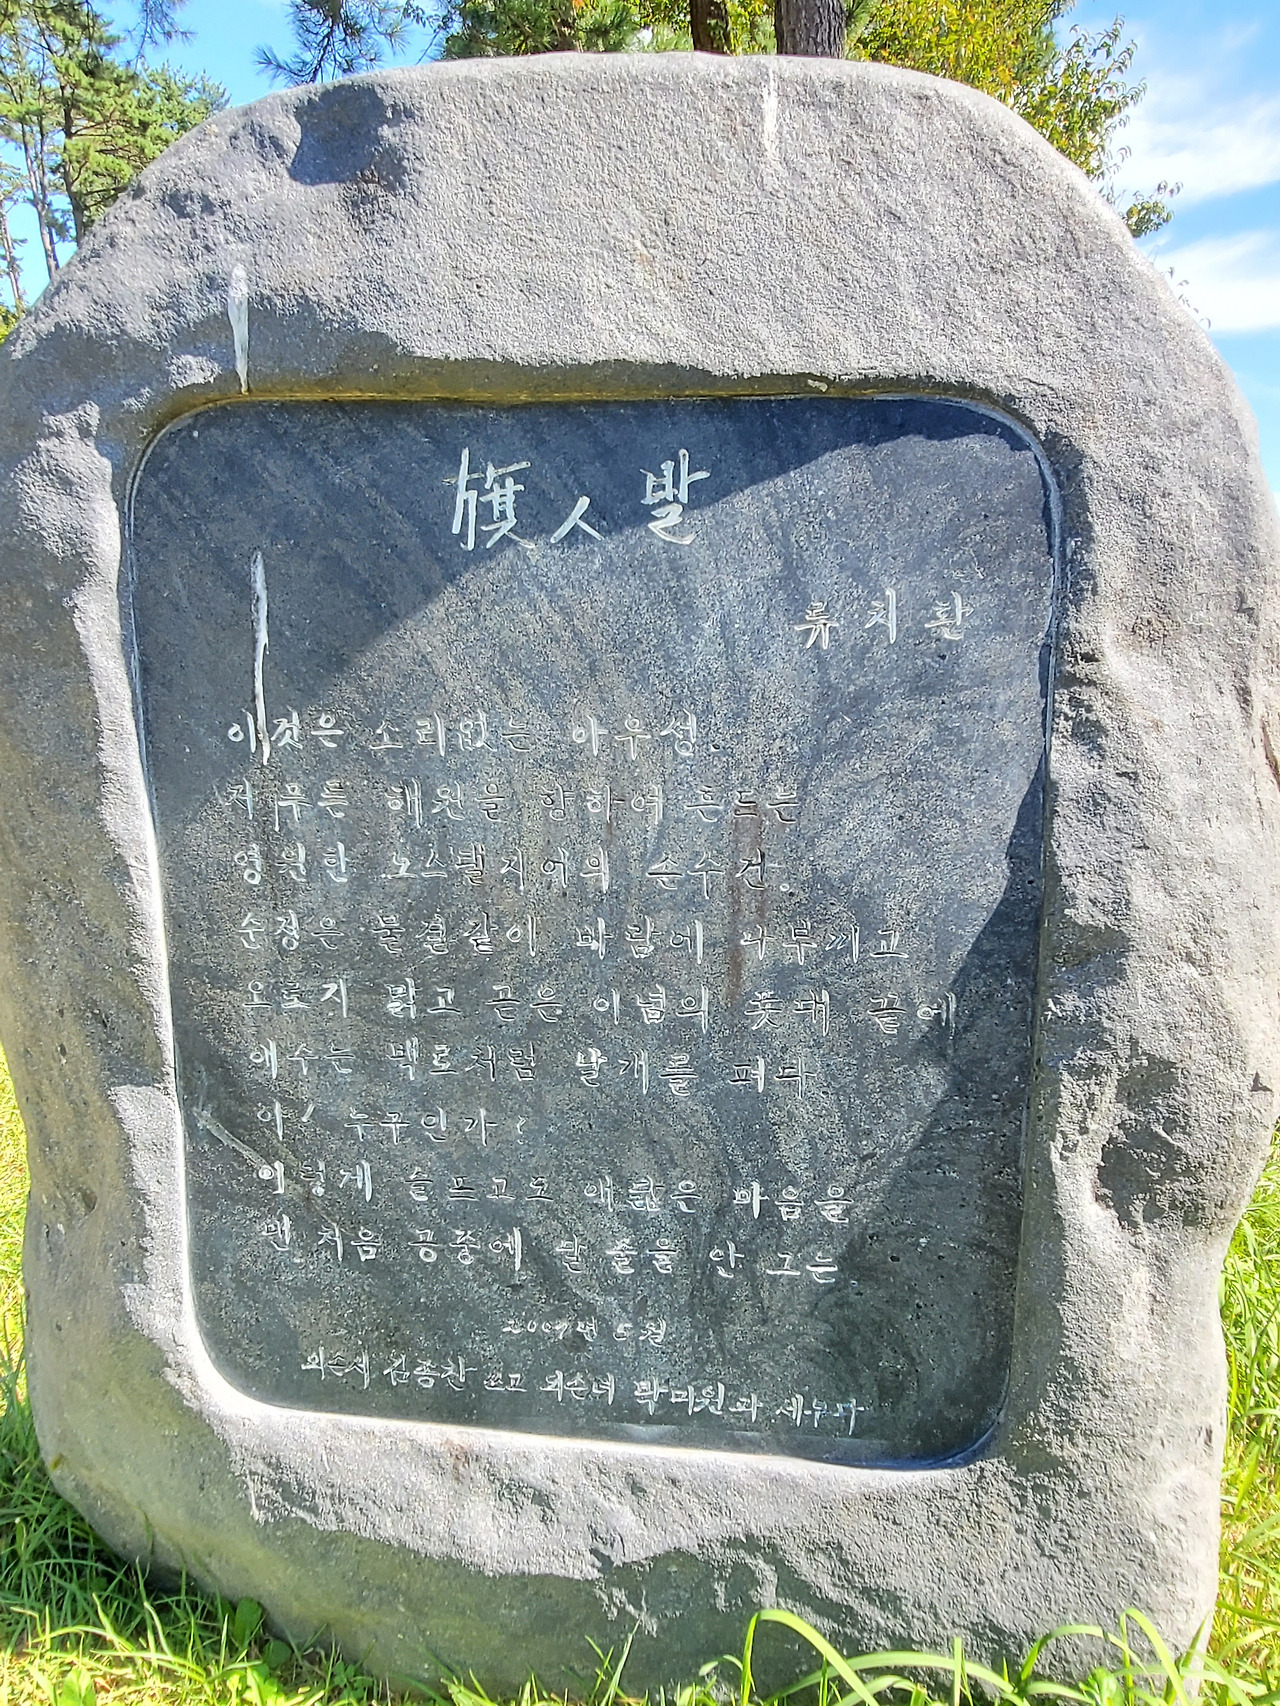 旗ㅅ발
류치환
이것은 소리없는 아우성.
저 푸른 해원을 향하여 흔드는
영원한 노스탤지어의 손수건.
순정은 물결같이 바람에 나부끼고
오로지 맑고 곧은 이념의 푯대 끝에
애수는 백로처럼 날개를 펴다.
아! 누구인가?
이렇게 슬프고도 애닲은 마음을
맨 처음 공중에 달 줄을 안 그는.
2007년 5월
외손서 김종찬 쓰고 외손녀 곽미원과 세우다